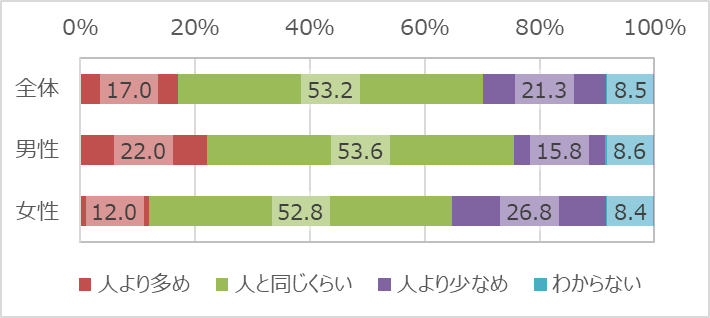 0% 20% 40% 60% 80% 100%
全体 17.0 53.2 21.3 8.5
男性 22.0 53.6 15.8 8.6
女性 12.0 52.8 26.8 8.4
人より多め 人と同じくらい 人より少なめ わからない